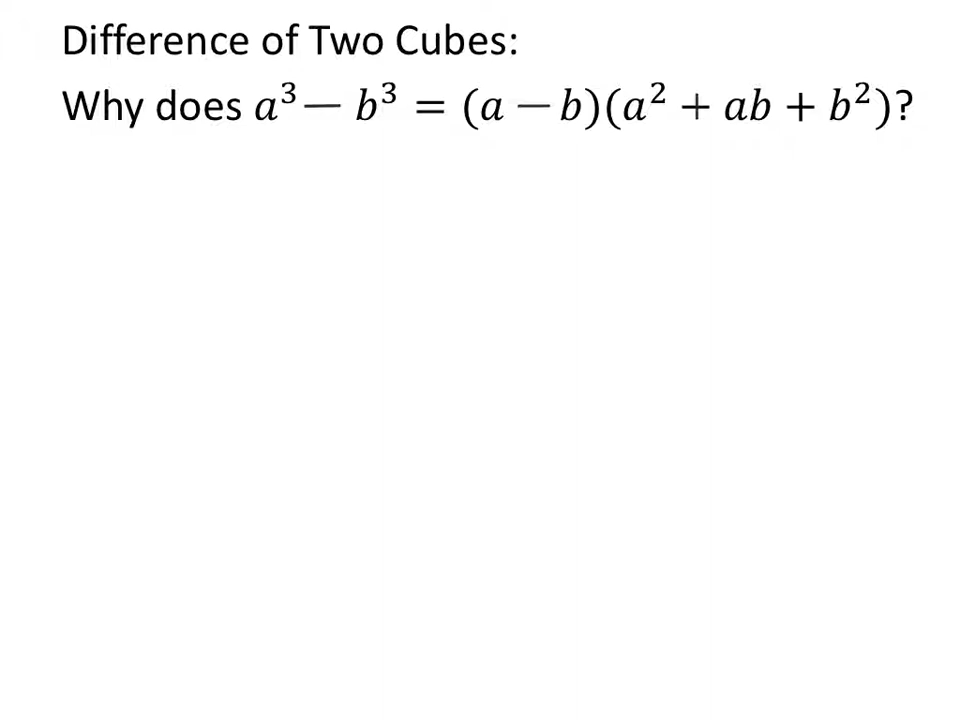 Difference of Two Cubes:
Why does a³ — b³ = (a — b)(a² + ab + b²)?